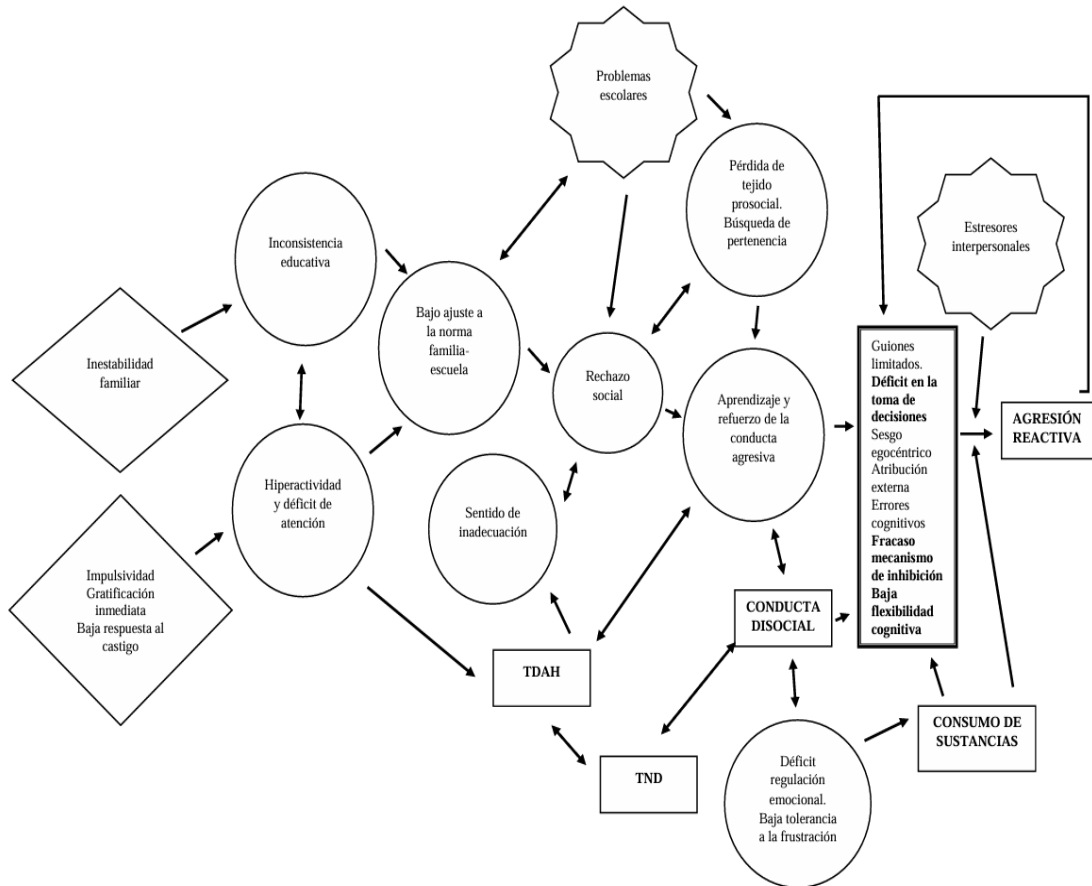 Problemas
escolares
Pérdida de
tejido
prosocial.
Búsqueda de
pertenencia
Estresores
interpersonales
Inconsistencia
educativa
Bajo ajuste a
la norma
familia-
escuela
Inestabilidad
familiar
Rechazo
social
Aprendizaje y
refuerzo de la
conducta
agresiva
Guiones
limitados.
Déficit en la
toma de
decisiones
Sesgo
egocéntrico
Atribución
externa
Errores
cognitivos
Fracaso
mecanismo
de inhibición
Baja
flexibilidad
cognitiva
AGRESIÓN
REACTIVA
Hiperactividad
y déficit de
atención
Sentido de
inadecuación
Impulsividad
Gratificación
inmediata
Baja respuesta al
castigo
CONDUCTA
DISOCIAL
TDAH
CONSUMO DE
SUSTANCIAS
TND
Déficit
regulación
emocional.
Baja tolerancia
a la frustración